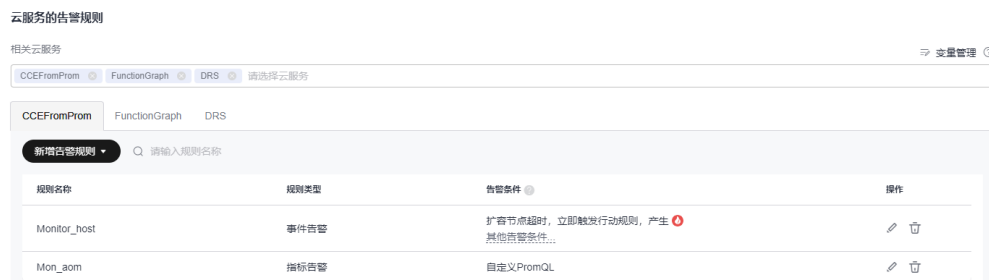 云服务的告警规则
相关云服务
变量管理
CCEFromProm FunctionGraph DRS 请选择云服务
CCEFromProm FunctionGraph DRS
新增告警规则 请输入规则名称
规则名称 规则类型 告警条件 操作
Monitor_host 事件告警 扩容节点超时，立即触发行动规则，产生
其他告警条件...
Mon_aom 指标告警 自定义PromQL